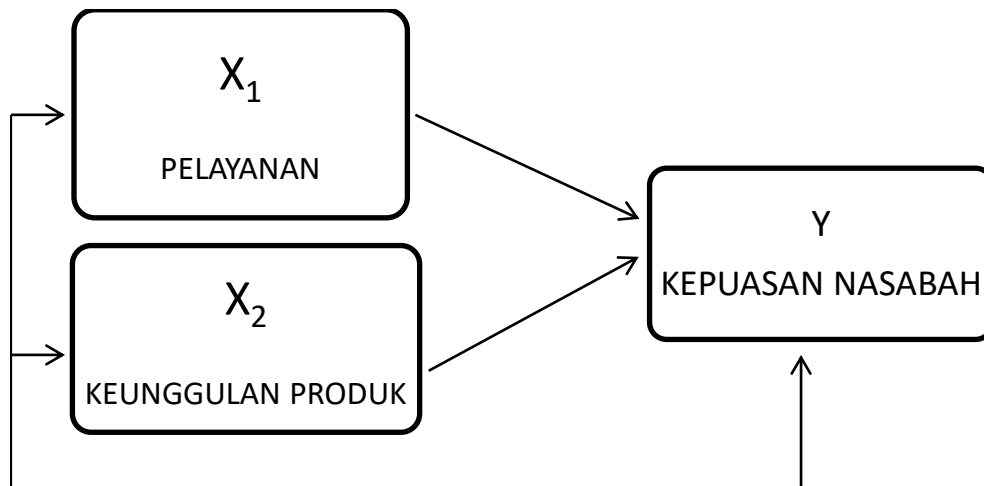 X₁
PELAYANAN
X₂
KEUNGGULAN PRODUK
Y
KEPUASAN NASABAH